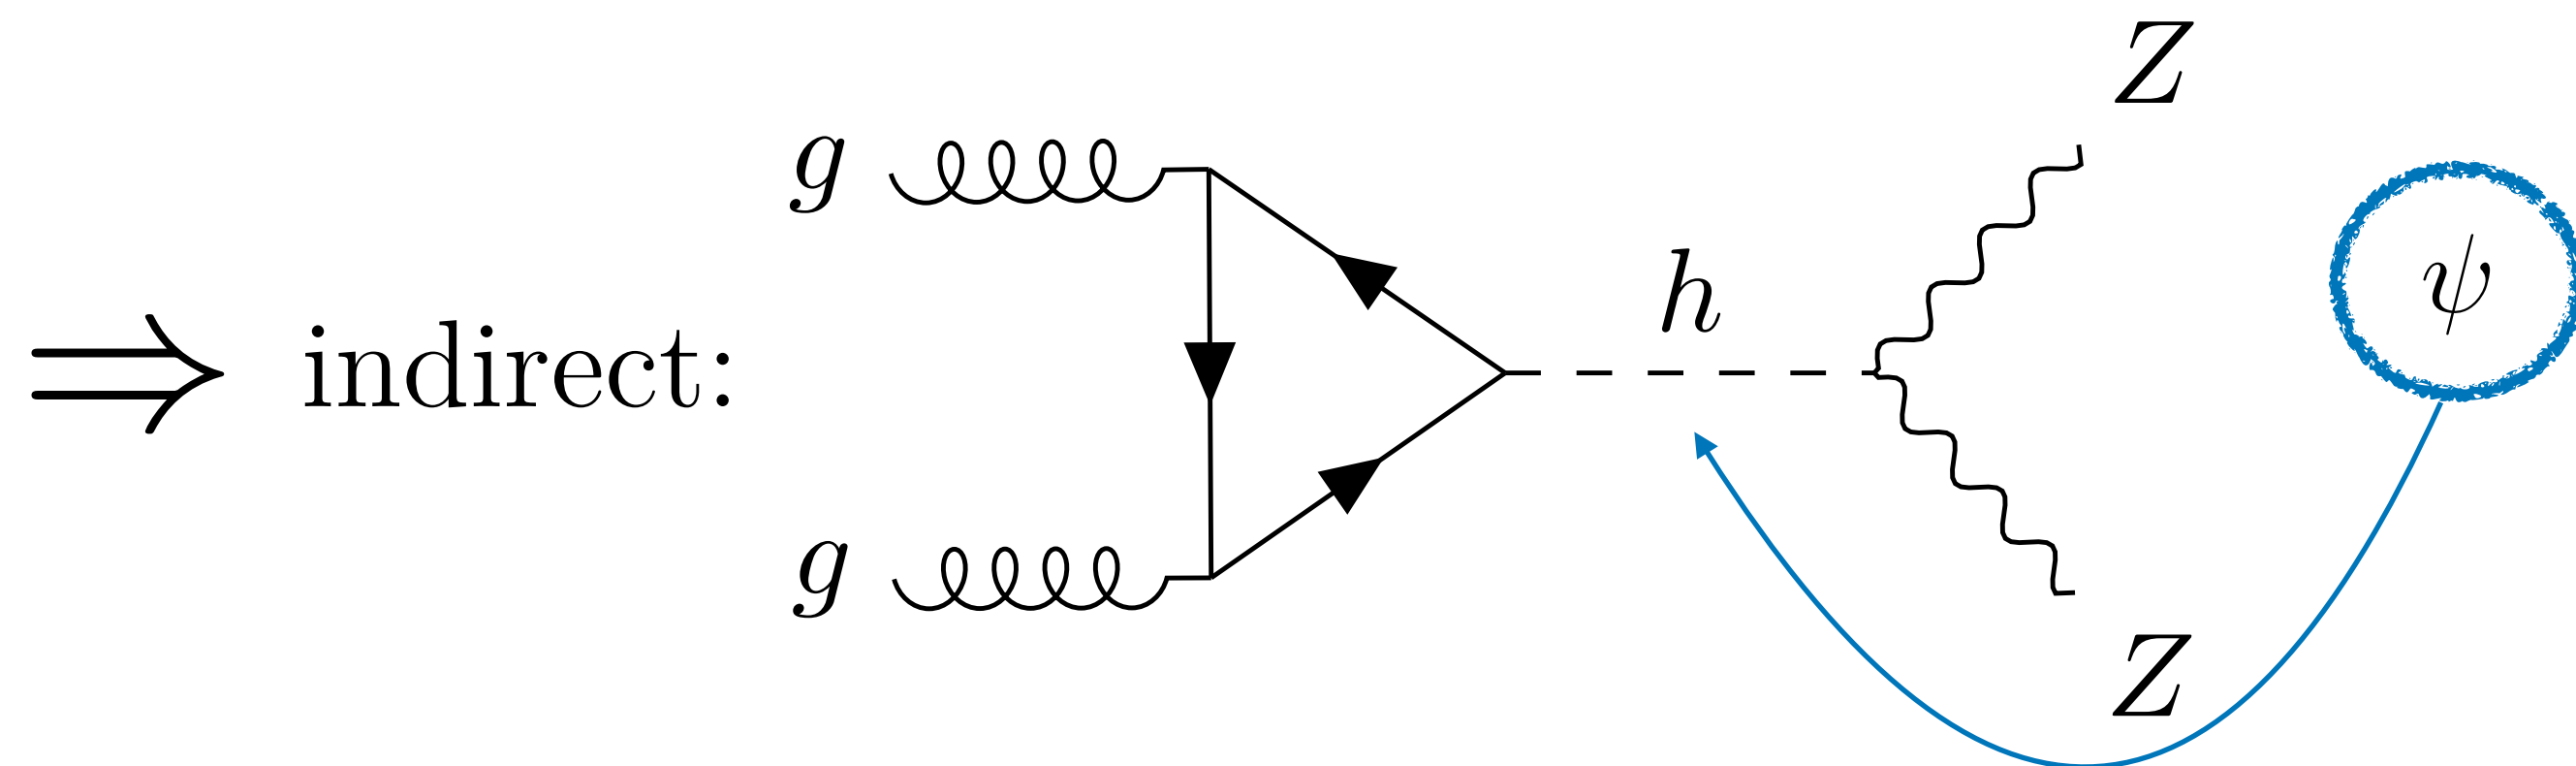 Z
g
h
ψ
⇒ indirect:
g
Z